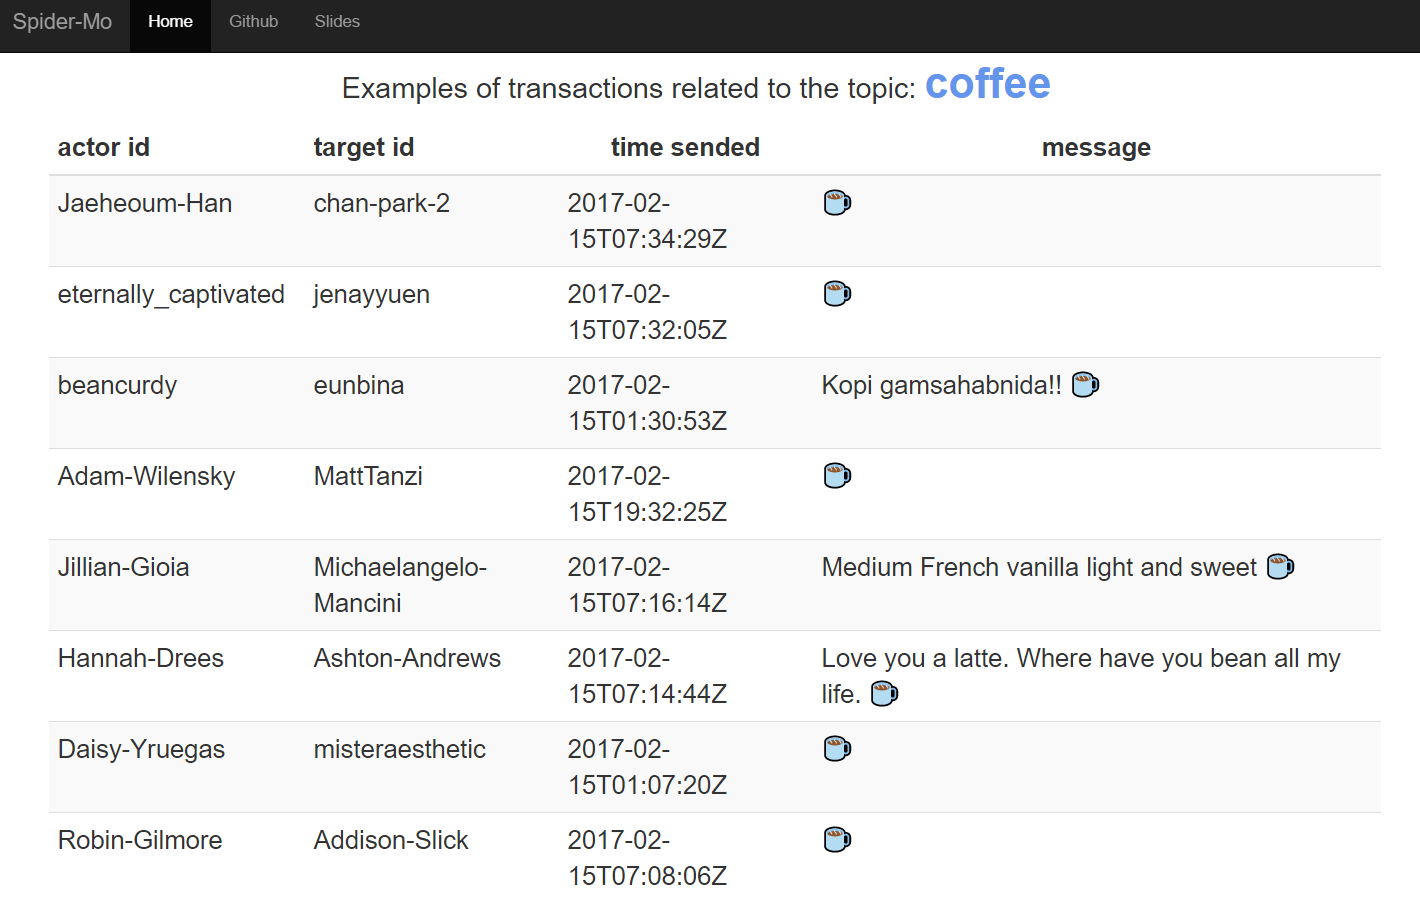 Spider-Mo Home Github Slides
Examples of transactions related to the topic: coffee
actor id target id time sended message
Jaeheoum-Han chan-park-2 2017-02-
15T07:34:29Z
☕
eternally_captivated jenayyuen 2017-02-
15T07:32:05Z
☕
beancurdy eunbina 2017-02-
15T01:30:53Z
Kopi gamsahabnida!! ☕
Adam-Wilensky MattTanzi 2017-02-
15T19:32:25Z
☕
Jillian-Gioia Michaelangelo-
Mancini
2017-02-
15T07:16:14Z
Medium French vanilla light and sweet ☕
Hannah-Drees Ashton-Andrews 2017-02-
15T07:14:44Z
Love you a latte. Where have you bean all my
life. ☕
Daisy-Yruegas misteraesthetic 2017-02-
15T01:07:20Z
☕
Robin-Gilmore Addison-Slick 2017-02-
15T07:08:06Z
☕